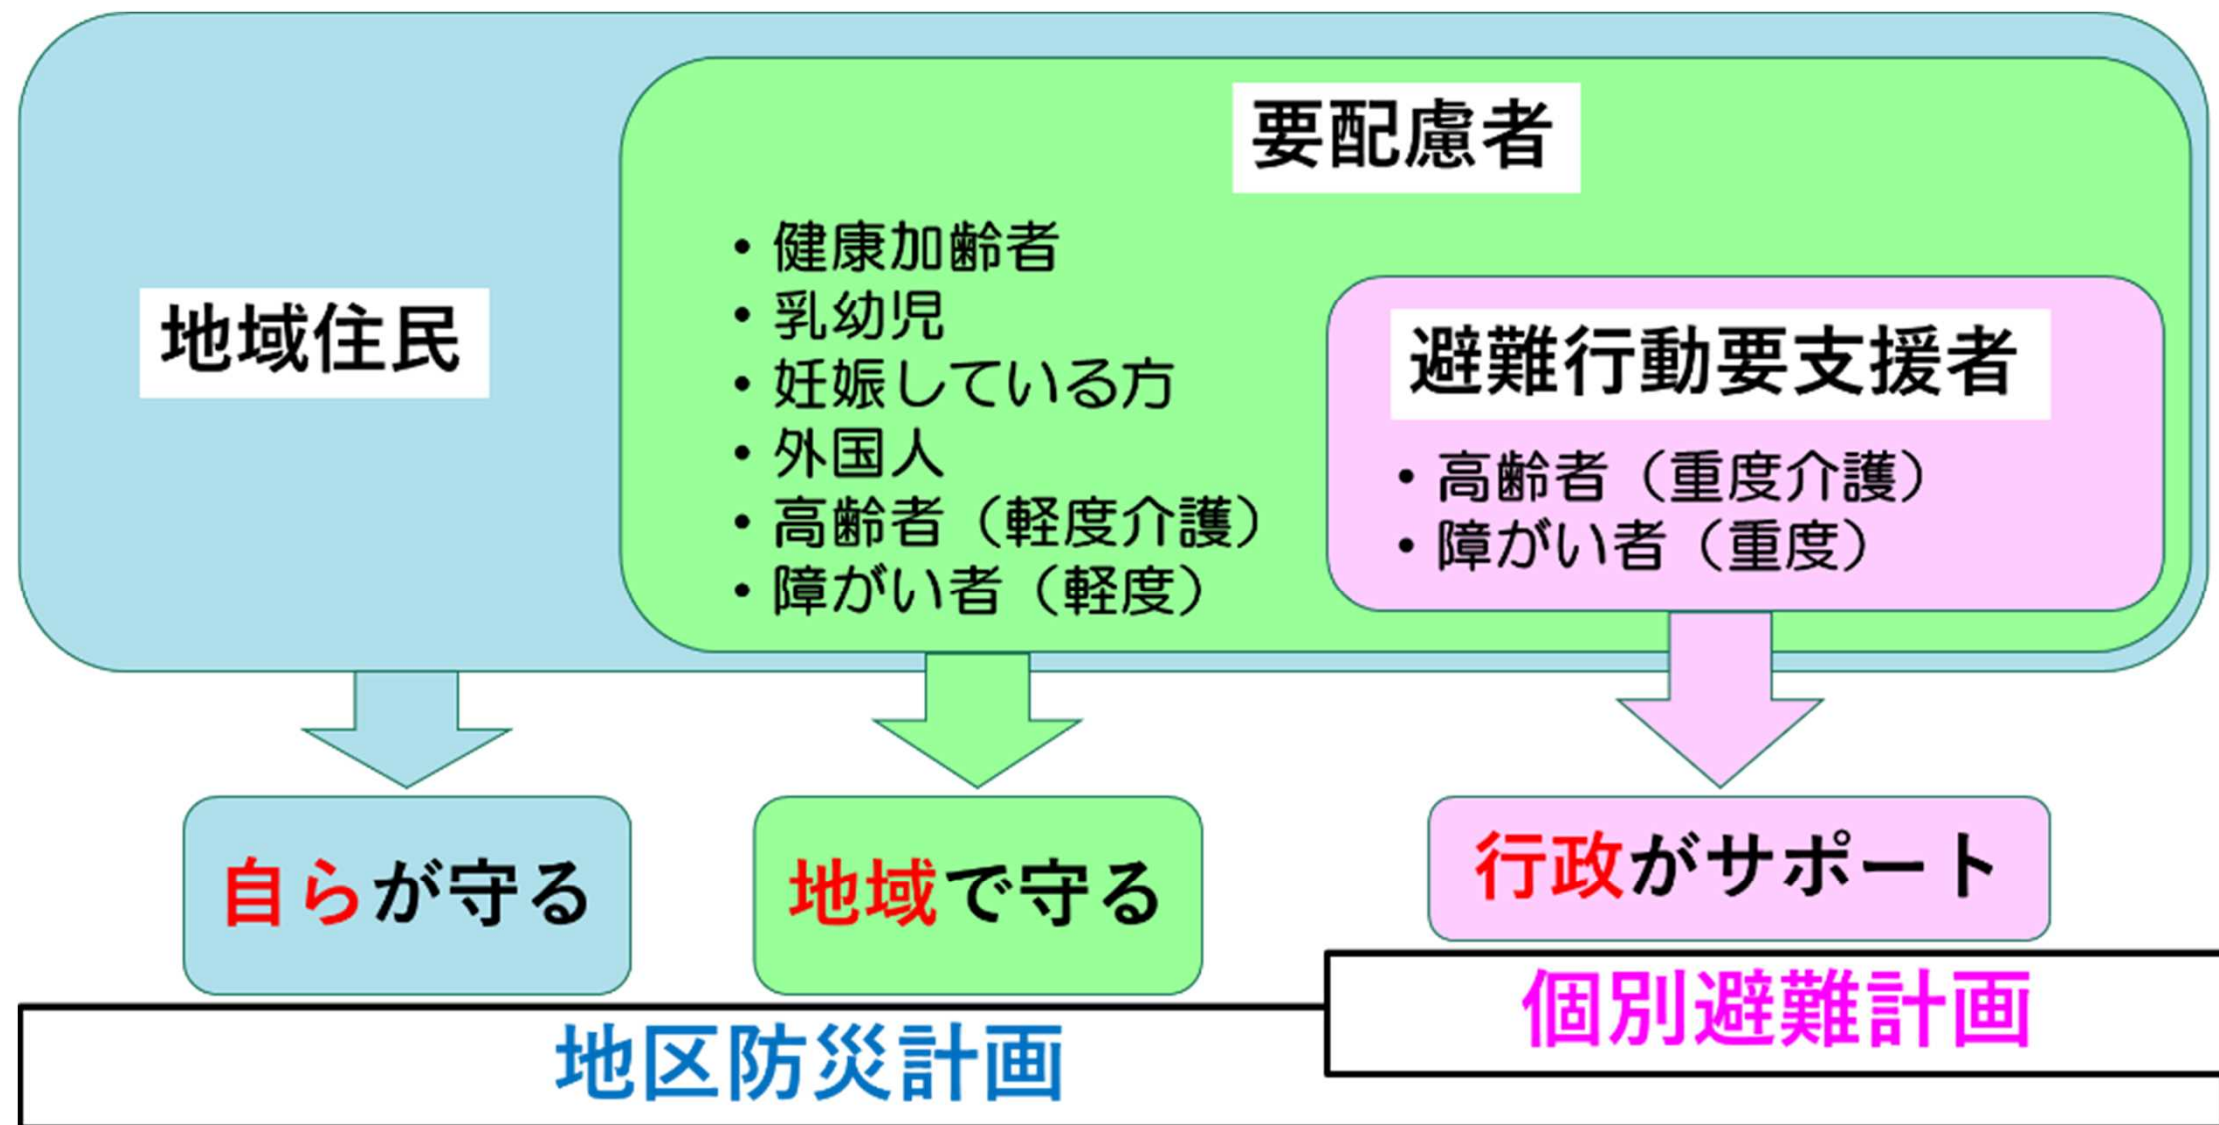 要配慮者
・健康加齢者
・乳幼児
・妊娠している方
・外国人
・高齢者（軽度介護）
・障がい者（軽度）
地域住民
避難行動要支援者
・高齢者（重度介護）
・障がい者（重度）
自らが守る
地域で守る
行政がサポート
個別避難計画
地区防災計画